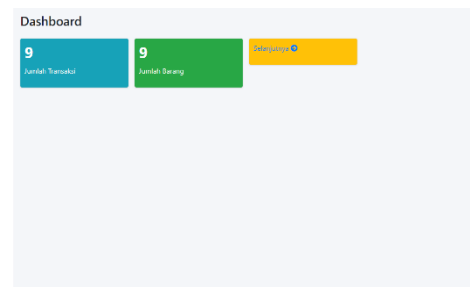 Dashboard
9
Jumlah Transaksi
9
Jumlah Barang
Selanjutnya